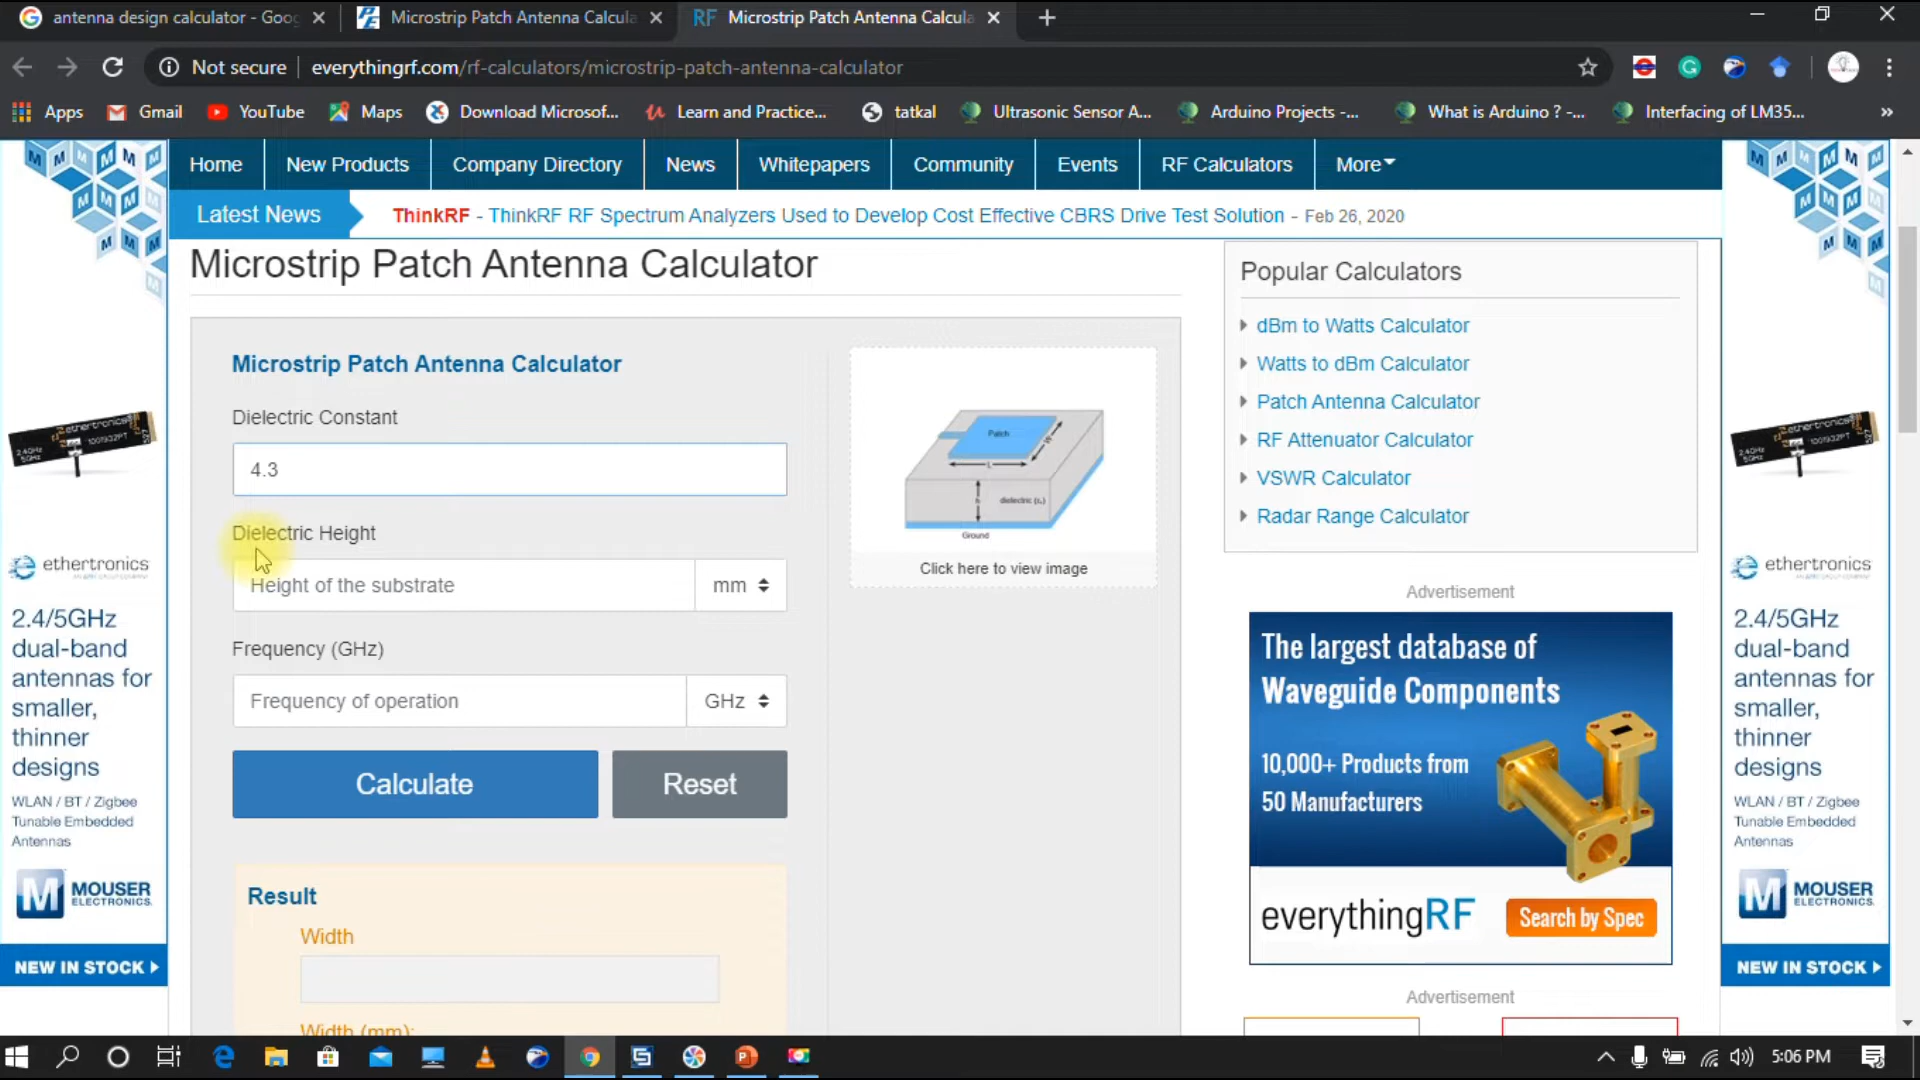 antenna design calculator - Goo
Microstrip Patch Antenna Calcula
RF Microstrip Patch Antenna Calcula
Not secure everythingrf.com/rf-calculators/microstrip-patch-antenna-calculator
Apps Gmail YouTube Maps Download Microsof... Learn and Practice... tatkal Ultrasonic Sensor A... Arduino Projects -... What is Arduino ? -... Interfacing of LM35... »
Home New Products Company Directory News Whitepapers Community Events RF Calculators More
Latest News ThinkRF - ThinkRF RF Spectrum Analyzers Used to Develop Cost Effective CBRS Drive Test Solution - Feb 26, 2020
Microstrip Patch Antenna Calculator
Microstrip Patch Antenna Calculator
Dielectric Constant
4.3
Dielectric Height
Height of the substrate mm
Frequency (GHz)
Frequency of operation GHz
Calculate Reset
Result
Width
Width (mm):
Patch
L
W
h
dielectric (εr)
Ground
Click here to view image
Popular Calculators
dBm to Watts Calculator
Watts to dBm Calculator
Patch Antenna Calculator
RF Attenuator Calculator
VSWR Calculator
Radar Range Calculator
Advertisement
The largest database of
Waveguide Components
10,000+ Products from
50 Manufacturers
everythingRF Search by Spec
Advertisement
ethertronics
2.4/5GHz
dual-band
antennas for
smaller,
thinner
designs
WLAN / BT / Zigbee
Tunable Embedded
Antennas
M MOUSER
ELECTRONICS
NEW IN STOCK
ethertronics
2.4/5GHz
dual-band
antennas for
smaller,
thinner
designs
WLAN / BT / Zigbee
Tunable Embedded
Antennas
M MOUSER
ELECTRONICS
NEW IN STOCK
5:06 PM